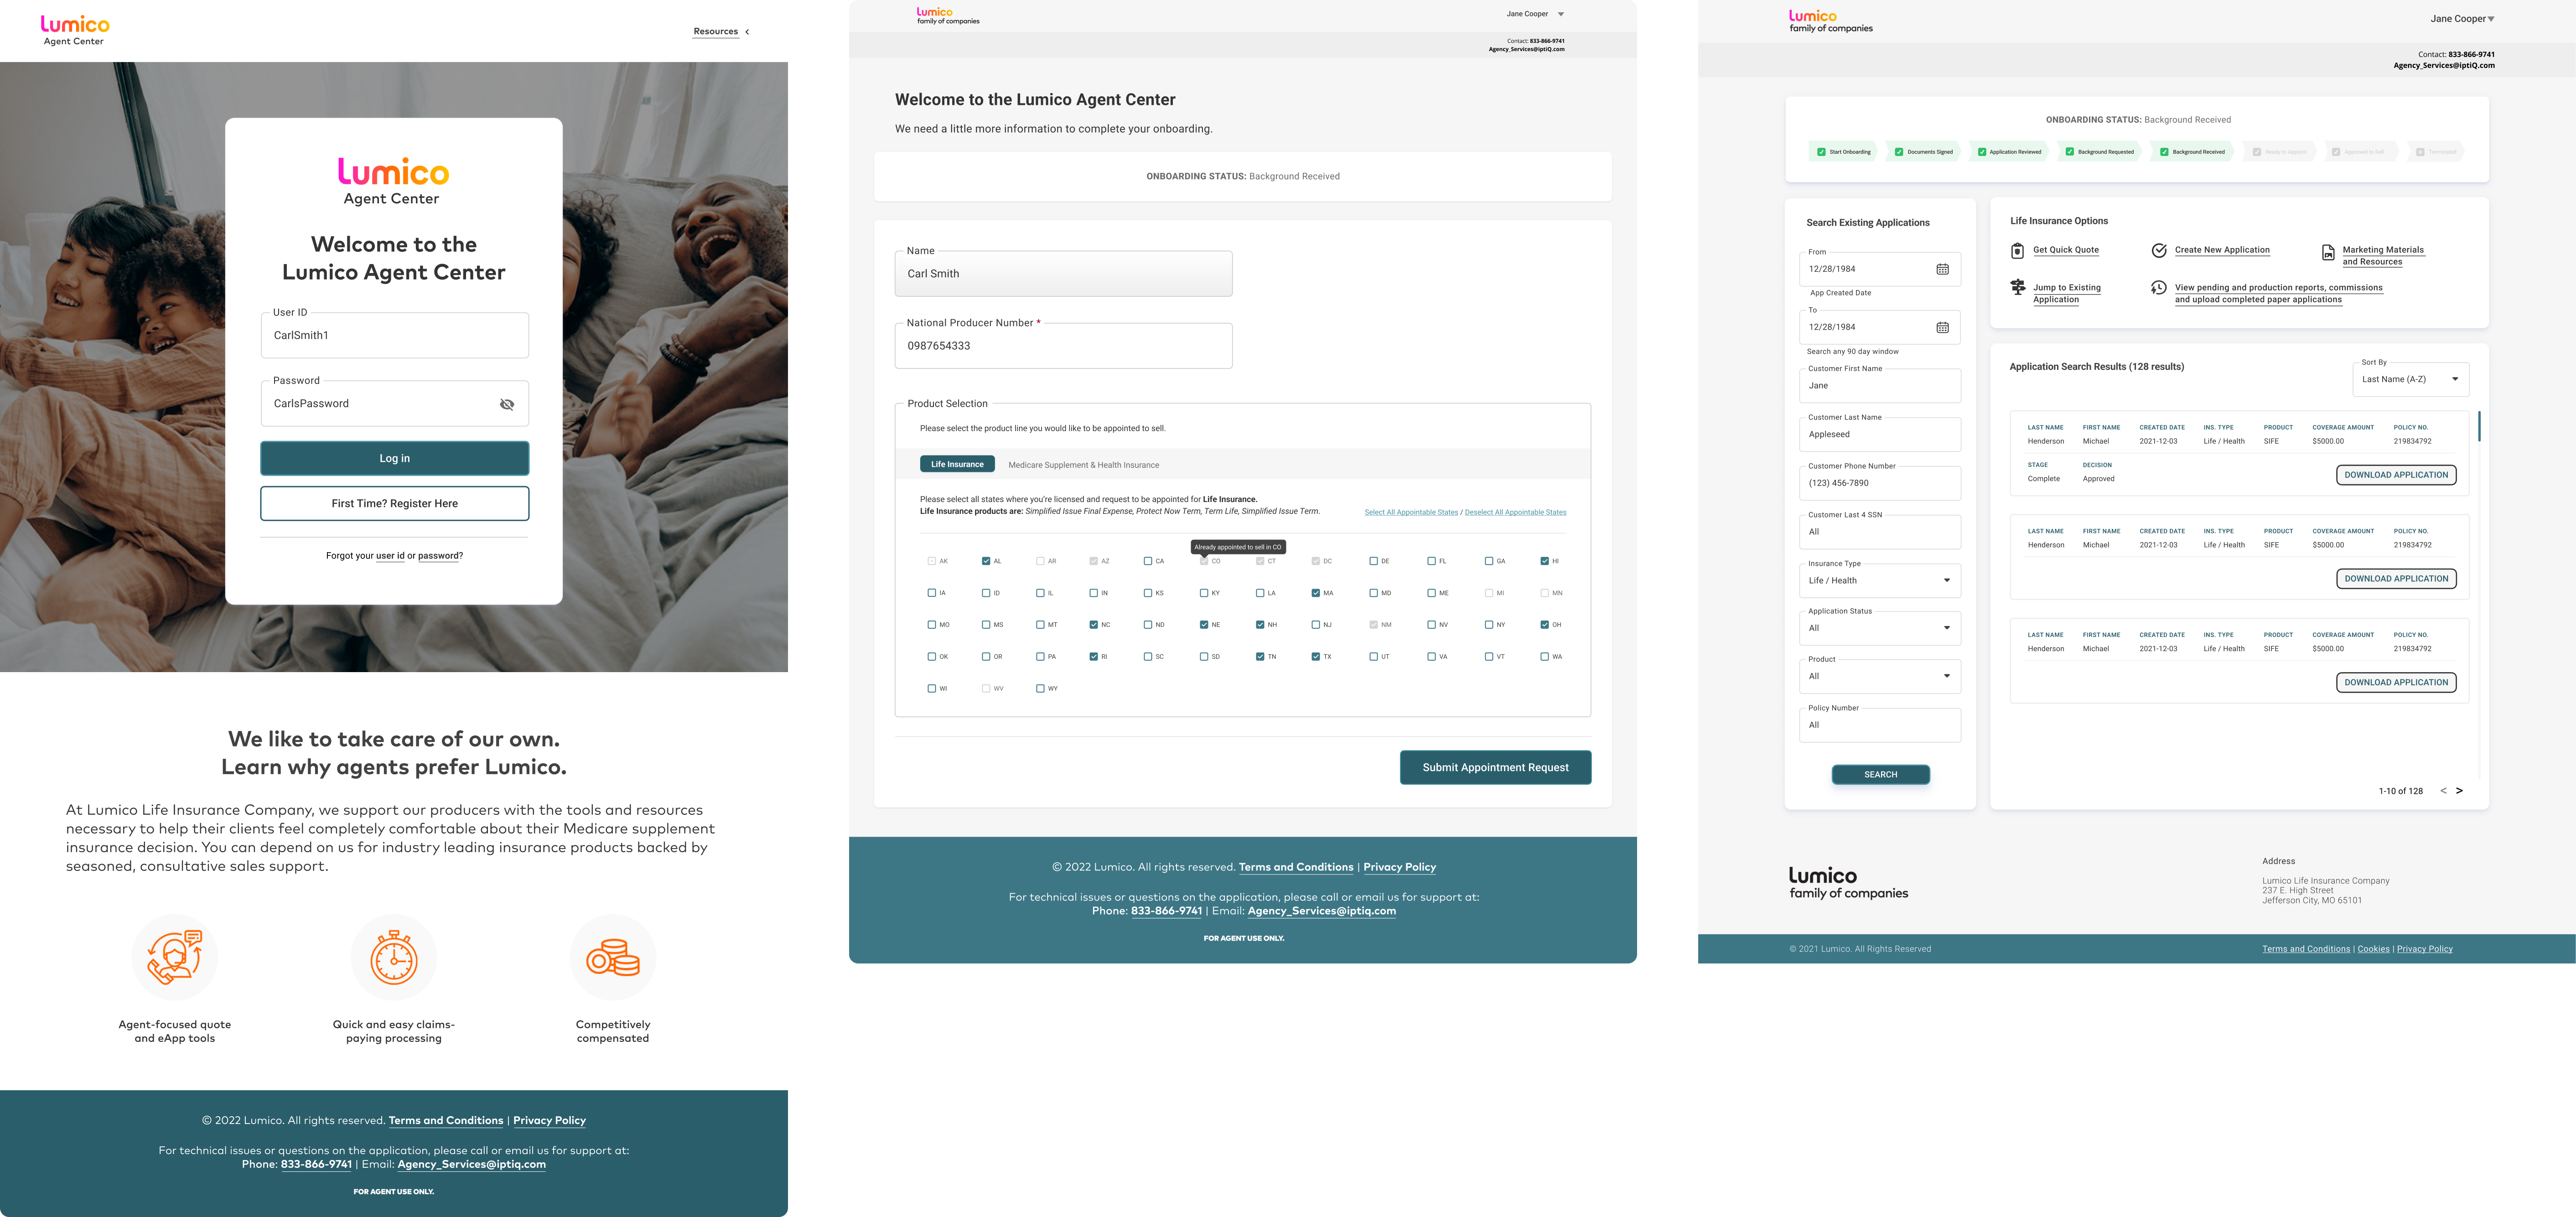 Lumico
Agent Center
Resources
Lumico
Agent Center
Welcome to the
Lumico Agent Center
User ID
CarlSmith1
Password
CarlsPassword
Log in
First Time? Register Here
Forgot your user id or password?
We like to take care of our own.
Learn why agents prefer Lumico.
At Lumico Life Insurance Company, we support our producers with the tools and resources
necessary to help their clients feel completely comfortable about their Medicare supplement
insurance decision. You can depend on us for industry leading insurance products backed by
seasoned, consultative sales support.
Agent-focused quote
and eApp tools
Quick and easy claims-
paying processing
Competitively
compensated
© 2022 Lumico. All rights reserved. Terms and Conditions | Privacy Policy
For technical issues or questions on the application, please call or email us for support at:
Phone: 833-866-9741 | Email: Agency_Services@iptiq.com
FOR AGENT USE ONLY.
Lumico
family of companies
Jane Cooper
Contact: 833-866-9741
Agency_Services@iptiQ.com
Welcome to the Lumico Agent Center
We need a little more information to complete your onboarding.
ONBOARDING STATUS: Background Received
Name
Carl Smith
National Producer Number *
0987654333
Product Selection
Please select the product line you would like to be appointed to sell.
Life Insurance Medicare Supplement & Health Insurance
Please select all states where you're licensed and request to be appointed for Life Insurance.
Life Insurance products are: Simplified Issue Final Expense, Protect Now Term, Term Life, Simplified Issue Term.
Select All Appointable States / Deselect All Appointable States
Already appointed to sell in CO
AK AL AR AZ CA CO CT DC DE FL GA HI
IA ID IL IN KS KY LA MA MD ME MI MN
MO MS MT NC ND NE NH NJ NM NV NY OH
OK OR PA RI SC SD TN TX UT VA VT WA
WI WV WY
Submit Appointment Request
© 2022 Lumico. All rights reserved. Terms and Conditions | Privacy Policy
For technical issues or questions on the application, please call or email us for support at:
Phone: 833-866-9741 | Email: Agency_Services@iptiq.com
FOR AGENT USE ONLY.
Lumico
family of companies
Jane Cooper
Contact: 833-866-9741
Agency_Services@iptiQ.com
ONBOARDING STATUS: Background Received
Start Onboarding Documents Signed Application Reviewed Background Requested Background Received Ready to Appoint Approved to Sell Terminated
Search Existing Applications
From
12/28/1984
App Created Date
To
12/28/1984
Search any 90 day window
Customer First Name
Jane
Customer Last Name
Appleseed
Customer Phone Number
(123) 456-7890
Customer Last 4 SSN
All
Insurance Type
Life / Health
Application Status
All
Product
All
Policy Number
All
SEARCH
Life Insurance Options
Get Quick Quote
Create New Application
Marketing Materials
and Resources
Jump to Existing
Application
View pending and production reports, commissions
and upload completed paper applications
Application Search Results (128 results)
Sort By
Last Name (A-Z)
LAST NAME FIRST NAME CREATED DATE INS. TYPE PRODUCT COVERAGE AMOUNT POLICY NO.
Henderson Michael 2021-12-03 Life / Health SIFE $5000.00 219834792
STAGE DECISION
Complete Approved
DOWNLOAD APPLICATION
LAST NAME FIRST NAME CREATED DATE INS. TYPE PRODUCT COVERAGE AMOUNT POLICY NO.
Henderson Michael 2021-12-03 Life / Health SIFE $5000.00 219834792
DOWNLOAD APPLICATION
LAST NAME FIRST NAME CREATED DATE INS. TYPE PRODUCT COVERAGE AMOUNT POLICY NO.
Henderson Michael 2021-12-03 Life / Health SIFE $5000.00 219834792
DOWNLOAD APPLICATION
1-10 of 128 < >
Lumico
family of companies
Address
Lumico Life Insurance Company
237 E. High Street
Jefferson City, MO 65101
© 2021 Lumico. All Rights Reserved
Terms and Conditions | Cookies | Privacy Policy